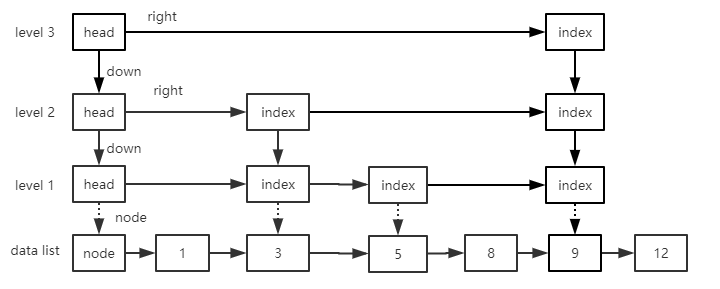 right
level 3 head index
down
right
level 2 head index index
down
level 1 head index index index
node
data list node 1 3 5 8 9 12